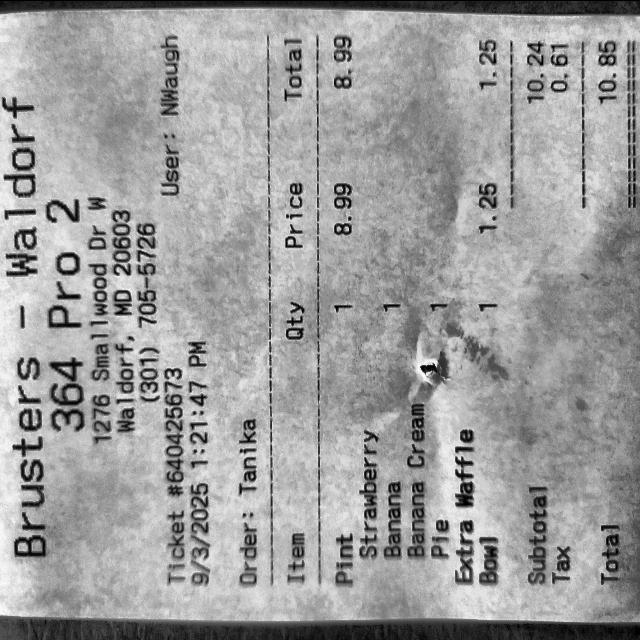 Brusters - Waldorf
364 Pro 2
1276 Smallwood Dr W
Waldorf, MD 20603
(301) 705-5726
Ticket #640425673 User: NWaugh
9/3/2025 1:21:47 PM
Order: Tanika
Item Qty Price Total
Pint 1 8.99 8.99
Strawberry
Banana 1
Banana Cream
Pie 1
Extra Waffle
Bowl 1 1.25 1.25
Subtotal 10.24
Tax 0.61
Total 10.85